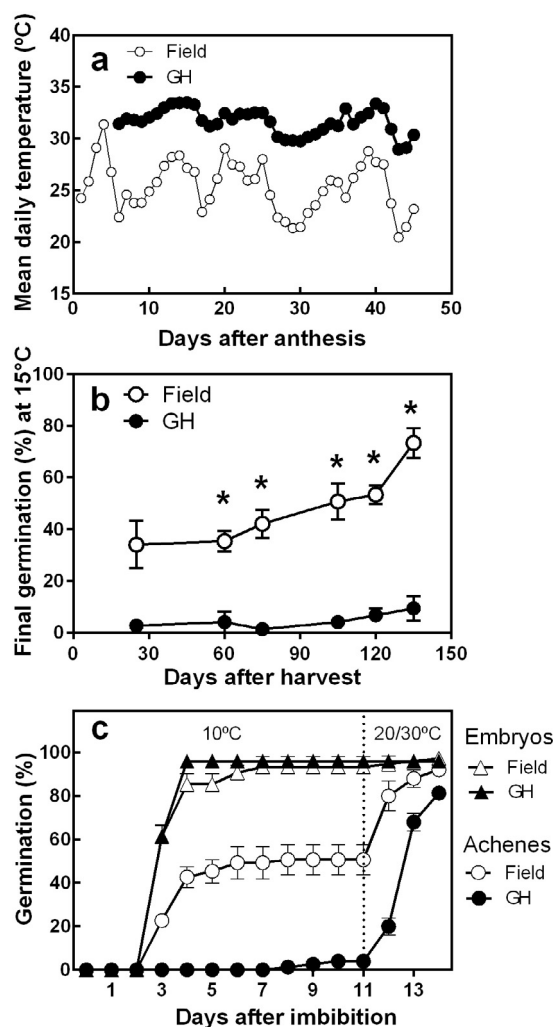 a
Field
GH
Mean daily temperature (ºC)
40
35
30
25
20
15
0 10 20 30 40 50
Days after anthesis
b
Field
GH
* * * * *
Final germination (%) at 15°C
100
80
60
40
20
0
30 60 90 120 150
Days after harvest
c
10ºC 20/30ºC
Germination (%)
100
80
60
40
20
0
1 3 5 7 9 11 13
Days after imbibition
Embryos
Field
GH
Achenes
Field
GH